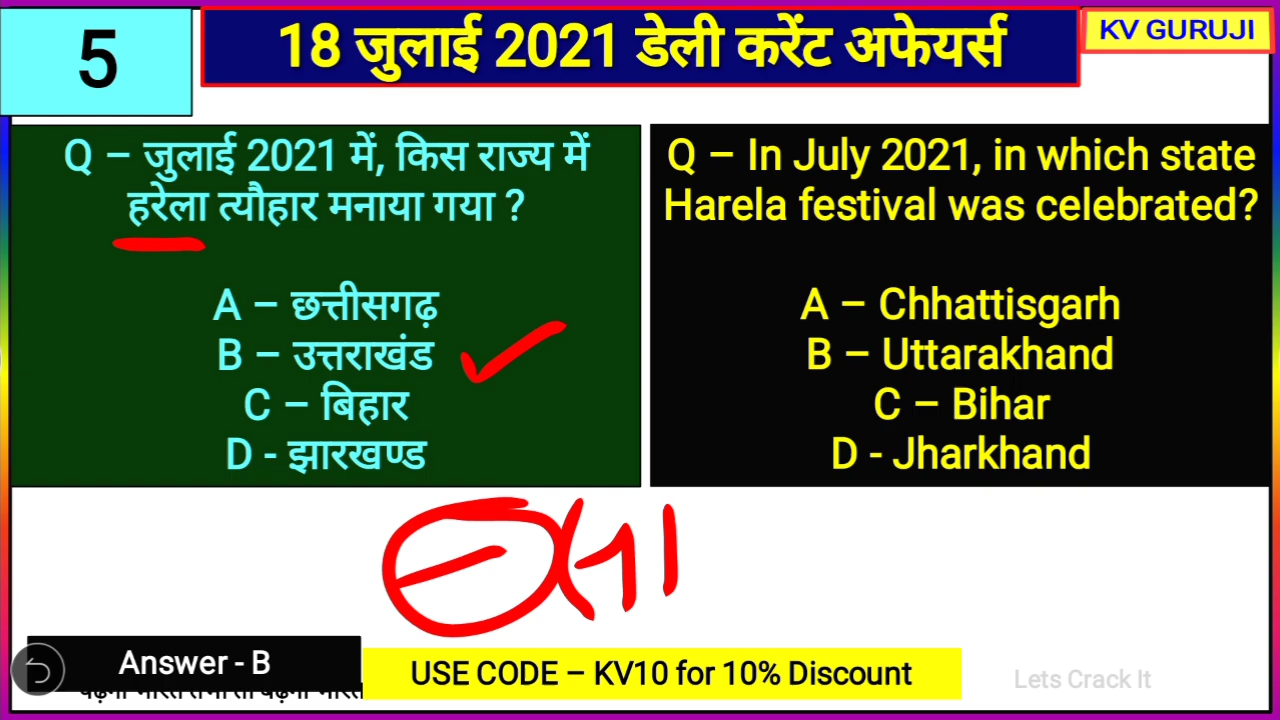 5
18 जुलाई 2021 डेली करेंट अफेयर्स
KV GURUJI
Q – जुलाई 2021 में, किस राज्य में
हरेला त्यौहार मनाया गया ?
A – छत्तीसगढ़
B – उत्तराखंड
C – बिहार
D - झारखण्ड
Q – In July 2021, in which state
Harela festival was celebrated?
A – Chhattisgarh
B – Uttarakhand
C – Bihar
D - Jharkhand
Answer - B
USE CODE – KV10 for 10% Discount
Lets Crack It